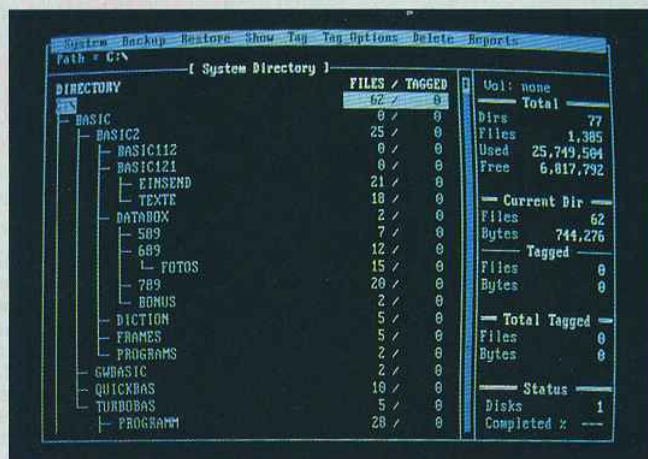 System Backup Restore Show Tag Tag Options Delete Reports
Path = C:\
[ System Directory ]
DIRECTORY FILES / TAGGED
C:\ 62 / 0
BASIC 0 / 0
BASIC2 25 / 0
BASIC112 0 / 0
BASIC121 0 / 0
EINSEND 21 / 0
TEXTE 18 / 0
DATABOX 2 / 0
589 7 / 0
689 12 / 0
FOTOS 15 / 0
789 20 / 0
BONUS 2 / 0
DICTION 5 / 0
FRAMES 5 / 0
PROGRAMS 2 / 0
GWBASIC 2 / 0
QUICKBAS 10 / 0
TURBOBAS 5 / 0
PROGRAMM 28 / 0
Vol: none
Total
Dirs 77
Files 1,385
Used 25,749,504
Free 6,817,792
Current Dir
Files 62
Bytes 744,276
Tagged
Files 0
Bytes 0
Total Tagged
Files 0
Bytes 0
Status
Disks 1
Completed % ---